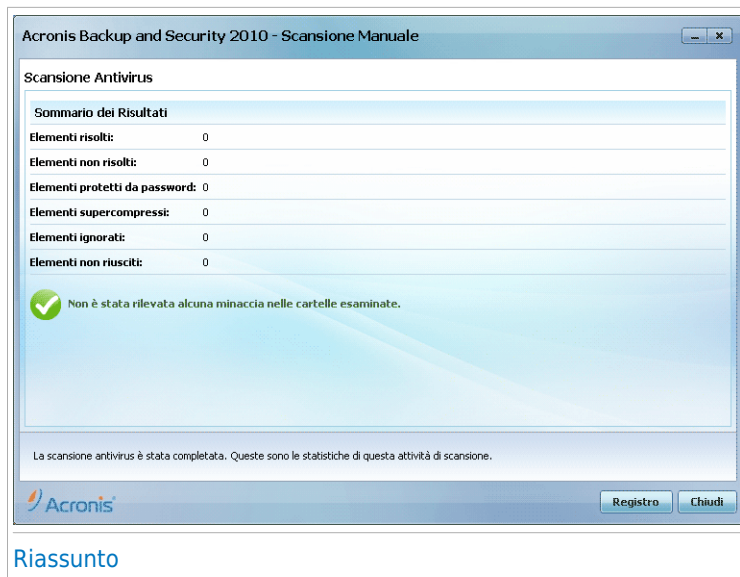 Acronis Backup and Security 2010 - Scansione Manuale
Scansione Antivirus
Sommario dei Risultati
Elementi risolti: 0
Elementi non risolti: 0
Elementi protetti da password: 0
Elementi supercompressi: 0
Elementi ignorati: 0
Elementi non riusciti: 0
Non è stata rilevata alcuna minaccia nelle cartelle esaminate.
La scansione antivirus è stata completata. Queste sono le statistiche di questa attività di scansione.
Acronis
Registro Chiudi
Riassunto